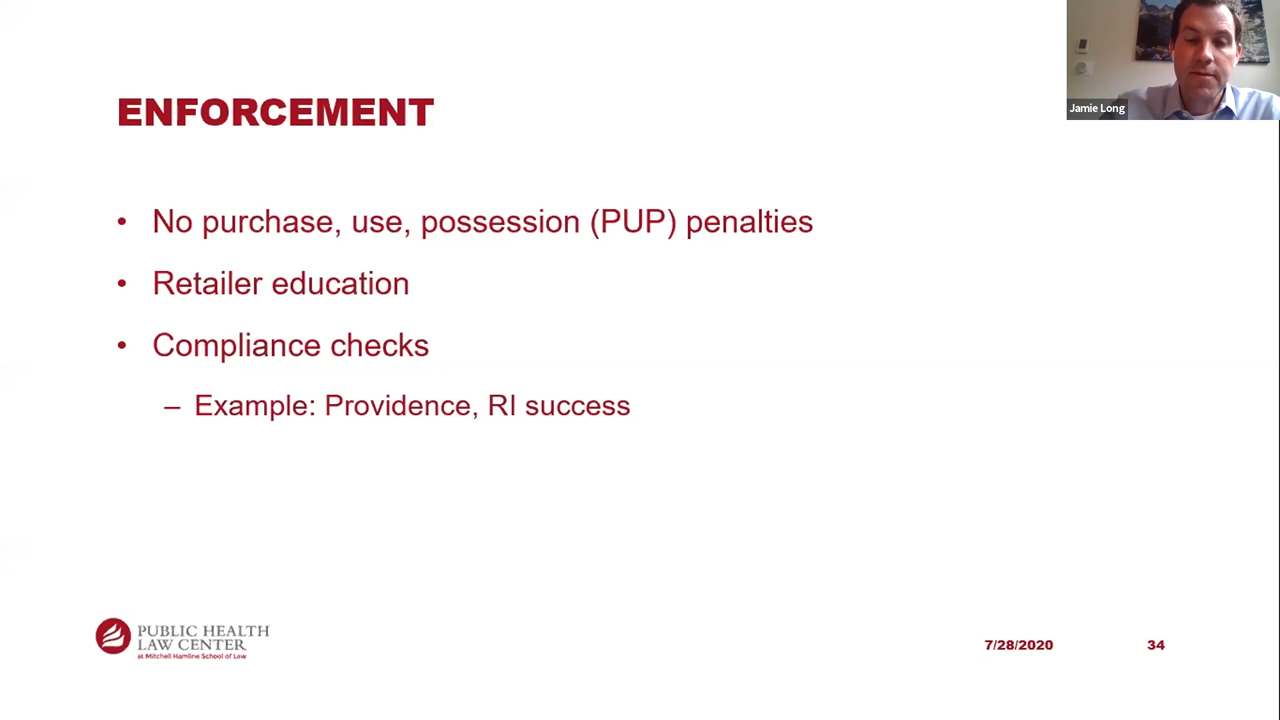 Jamie Long
ENFORCEMENT
• No purchase, use, possession (PUP) penalties
• Retailer education
• Compliance checks
– Example: Providence, RI success
PUBLIC HEALTH
LAW CENTER
at Mitchell Hamline School of Law
7/28/2020
34